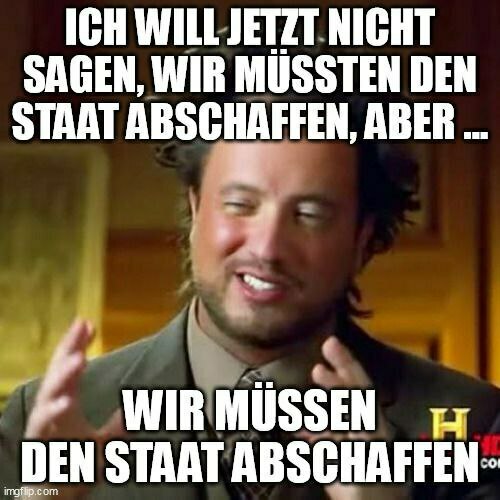 ICH WILL JETZT NICHT
SAGEN, WIR MÜSSTEN DEN
STAAT ABSCHAFFEN, ABER ...
WIR MÜSSEN
H
DEN STAAT ABSCHAFFEN
imgflip.com